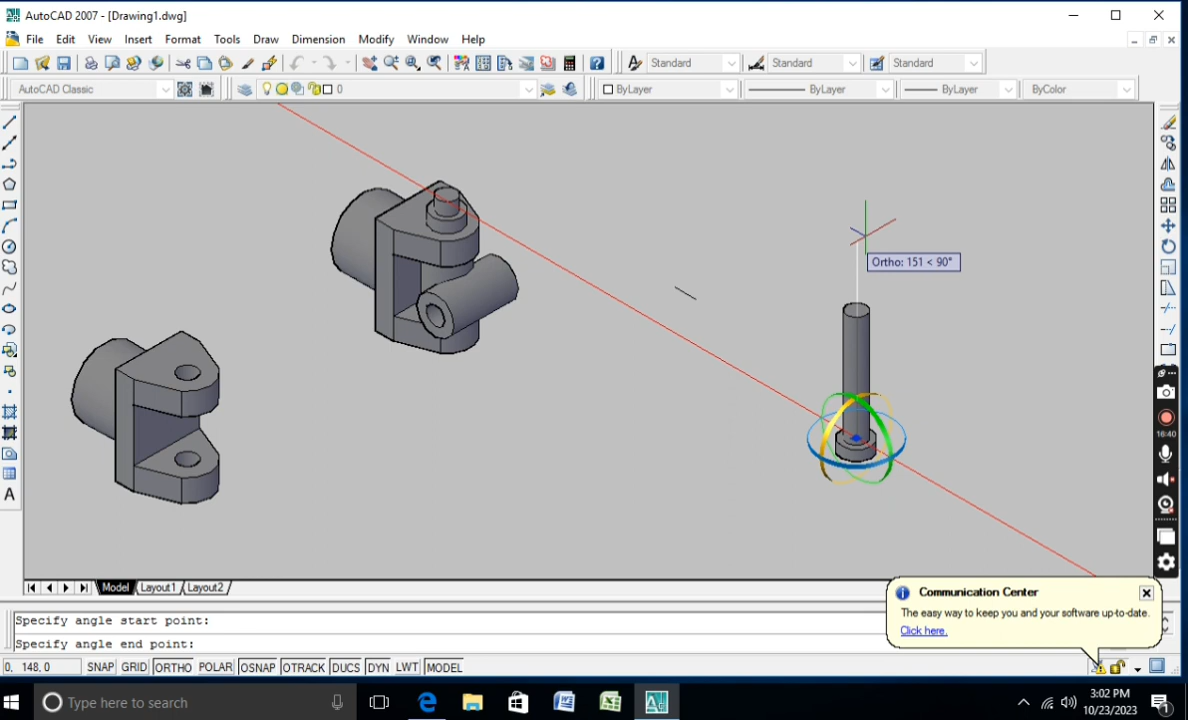 AutoCAD 2007 - [Drawing1.dwg]
File Edit View Insert Format Tools Draw Dimension Modify Window Help
Standard Standard Standard
AutoCAD Classic 0 ByLayer ByLayer ByLayer ByColor
Ortho: 151 < 90°
A
16:40
Model Layout1 Layout2
Communication Center
The easy way to keep you and your software up-to-date.
Click here.
Specify angle start point:
Specify angle end point:
0, 148, 0 SNAP GRID ORTHO POLAR OSNAP OTRACK DUCS DYN LWT MODEL
Type here to search
3:02 PM
10/23/2023
1